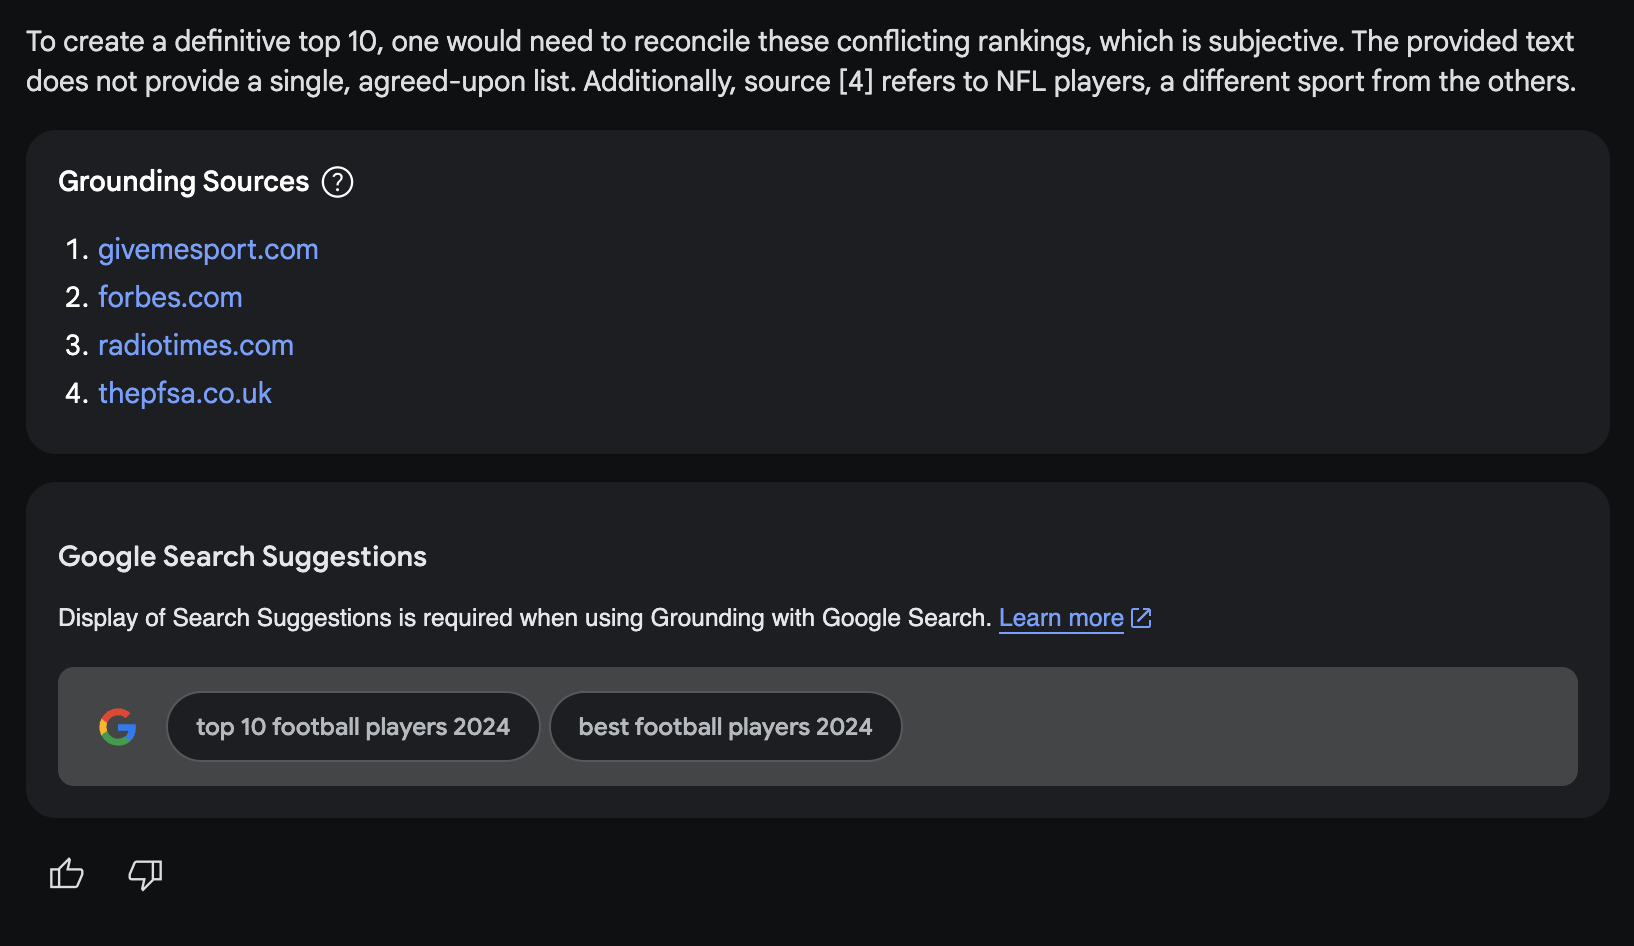 To create a definitive top 10, one would need to reconcile these conflicting rankings, which is subjective. The provided text
does not provide a single, agreed-upon list. Additionally, source [4] refers to NFL players, a different sport from the others.
Grounding Sources
1. givemesport.com
2. forbes.com
3. radiotimes.com
4. thepfsa.co.uk
Google Search Suggestions
Display of Search Suggestions is required when using Grounding with Google Search. Learn more
top 10 football players 2024
best football players 2024